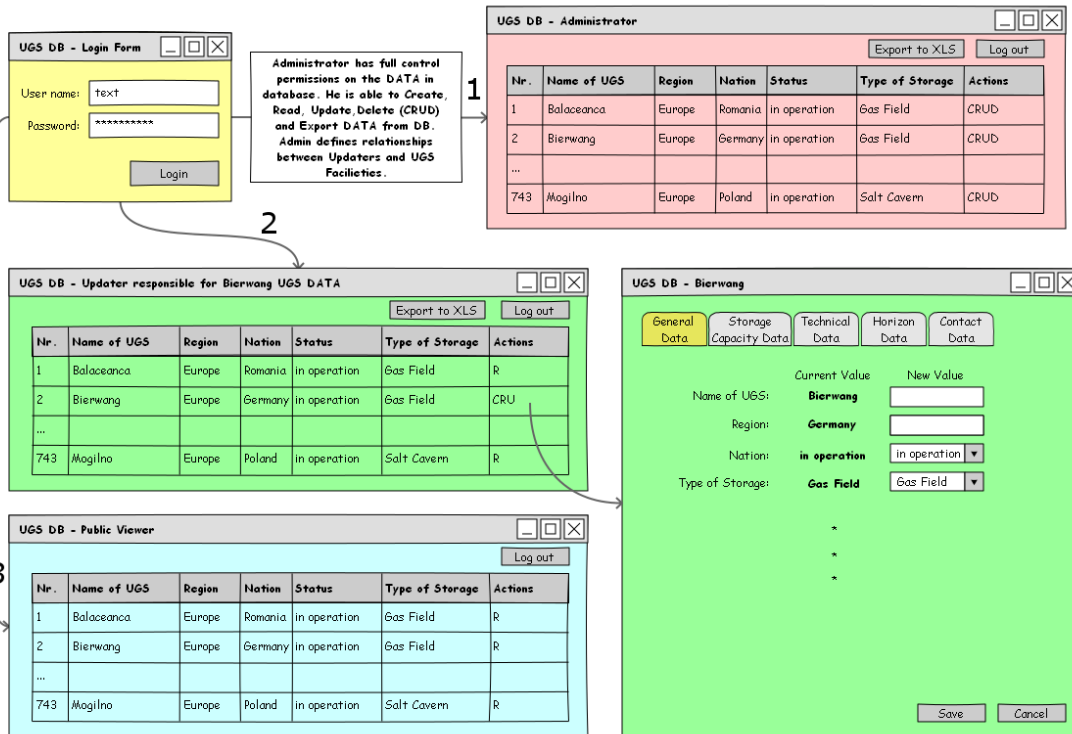 UGS DB - Login Form
User name: text
Password: **********
Login
Administrator has full control
permissions on the DATA in
database. He is able to Create,
Read, Update,Delete (CRUD)
and Export DATA from DB.
Admin defines relationships
between Updaters and UGS
Facilieties.
1
UGS DB - Administrator
Export to XLS Log out
Nr. Name of UGS Region Nation Status Type of Storage Actions
1 Balaceanca Europe Romania in operation Gas Field CRUD
2 Bierwang Europe Germany in operation Gas Field CRUD
...
743 Mogilno Europe Poland in operation Salt Cavern CRUD
2
UGS DB - Updater responsible for Bierwang UGS DATA
Export to XLS Log out
Nr. Name of UGS Region Nation Status Type of Storage Actions
1 Balaceanca Europe Romania in operation Gas Field R
2 Bierwang Europe Germany in operation Gas Field CRU
...
743 Mogilno Europe Poland in operation Salt Cavern R
UGS DB - Bierwang
General Data
Storage Capacity Data
Technical Data
Horizon Data
Contact Data
Current Value New Value
Name of UGS: Bierwang
Region: Germany
Nation: in operation in operation
Type of Storage: Gas Field Gas Field
*
*
*
Save Cancel
UGS DB - Public Viewer
Log out
Nr. Name of UGS Region Nation Status Type of Storage Actions
1 Balaceanca Europe Romania in operation Gas Field R
2 Bierwang Europe Germany in operation Gas Field R
...
743 Mogilno Europe Poland in operation Salt Cavern R